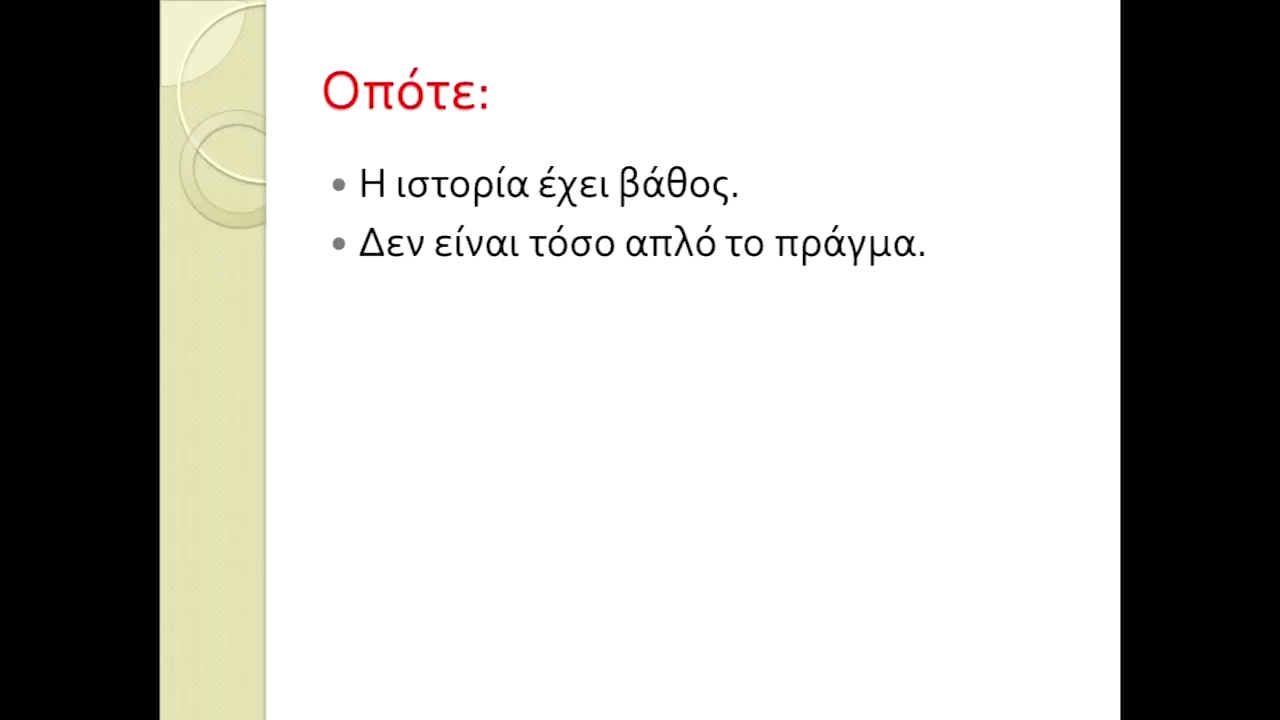 Οπότε:
• Η ιστορία έχει βάθος.
• Δεν είναι τόσο απλό το πράγμα.